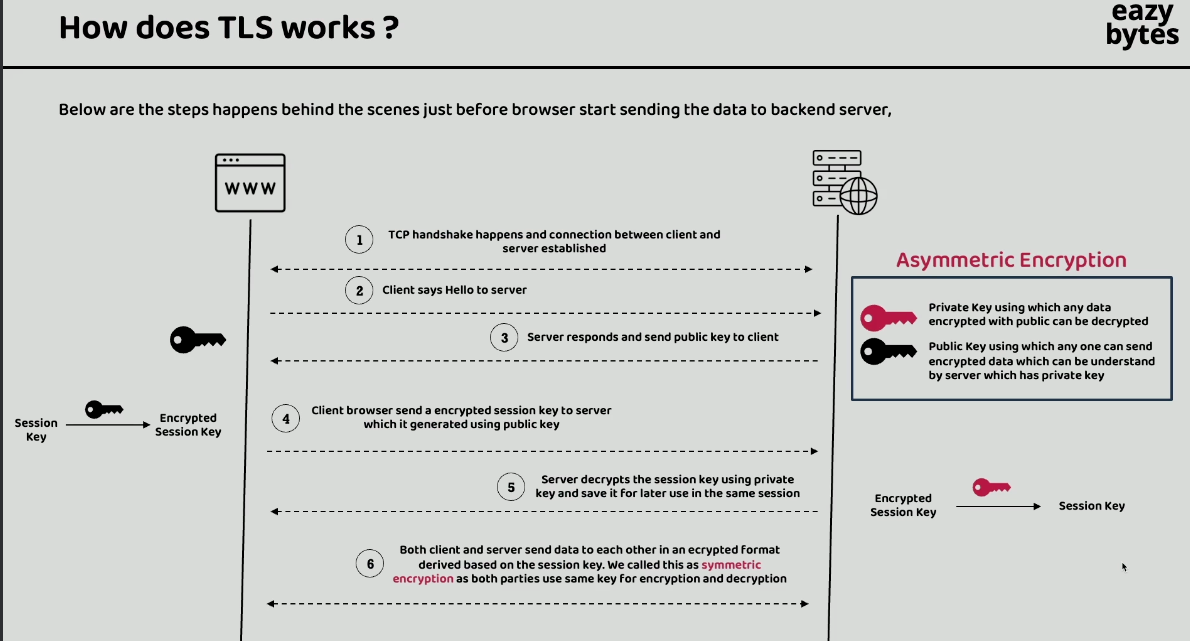 How does TLS works ?
eazy
bytes
Below are the steps happens behind the scenes just before browser start sending the data to backend server,
WWW
1
TCP handshake happens and connection between client and
server established
2
Client says Hello to server
3
Server responds and send public key to client
Asymmetric Encryption
Private Key using which any data
encrypted with public can be decrypted
Public Key using which any one can send
encrypted data which can be understand
by server which has private key
Session
Key
Encrypted
Session Key
4
Client browser send a encrypted session key to server
which it generated using public key
5
Server decrypts the session key using private
key and save it for later use in the same session
Encrypted
Session Key
Session Key
6
Both client and server send data to each other in an ecrypted format
derived based on the session key. We called this as symmetric
encryption as both parties use same key for encryption and decryption